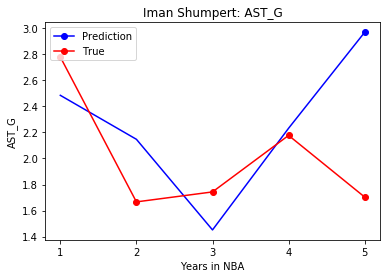 Iman Shumpert: AST_G
Prediction
True
AST_G
3.0
2.8
2.6
2.4
2.2
2.0
1.8
1.6
1.4
1 2 3 4 5
Years in NBA